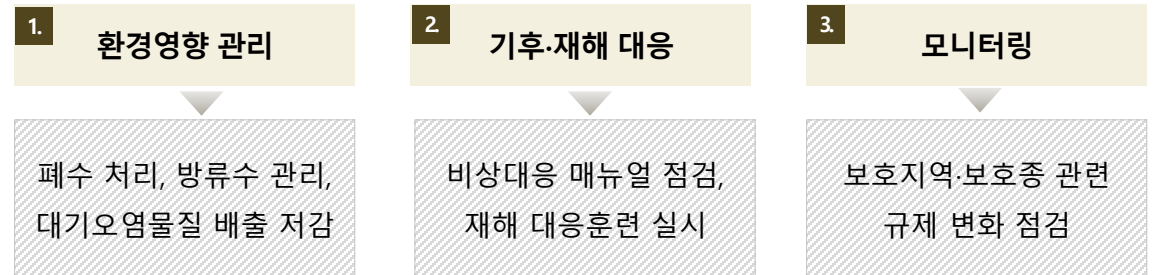 1.
환경영향 관리
폐수 처리, 방류수 관리,
대기오염물질 배출 저감
2.
기후·재해 대응
비상대응 매뉴얼 점검,
재해 대응훈련 실시
3.
모니터링
보호지역·보호종 관련
규제 변화 점검